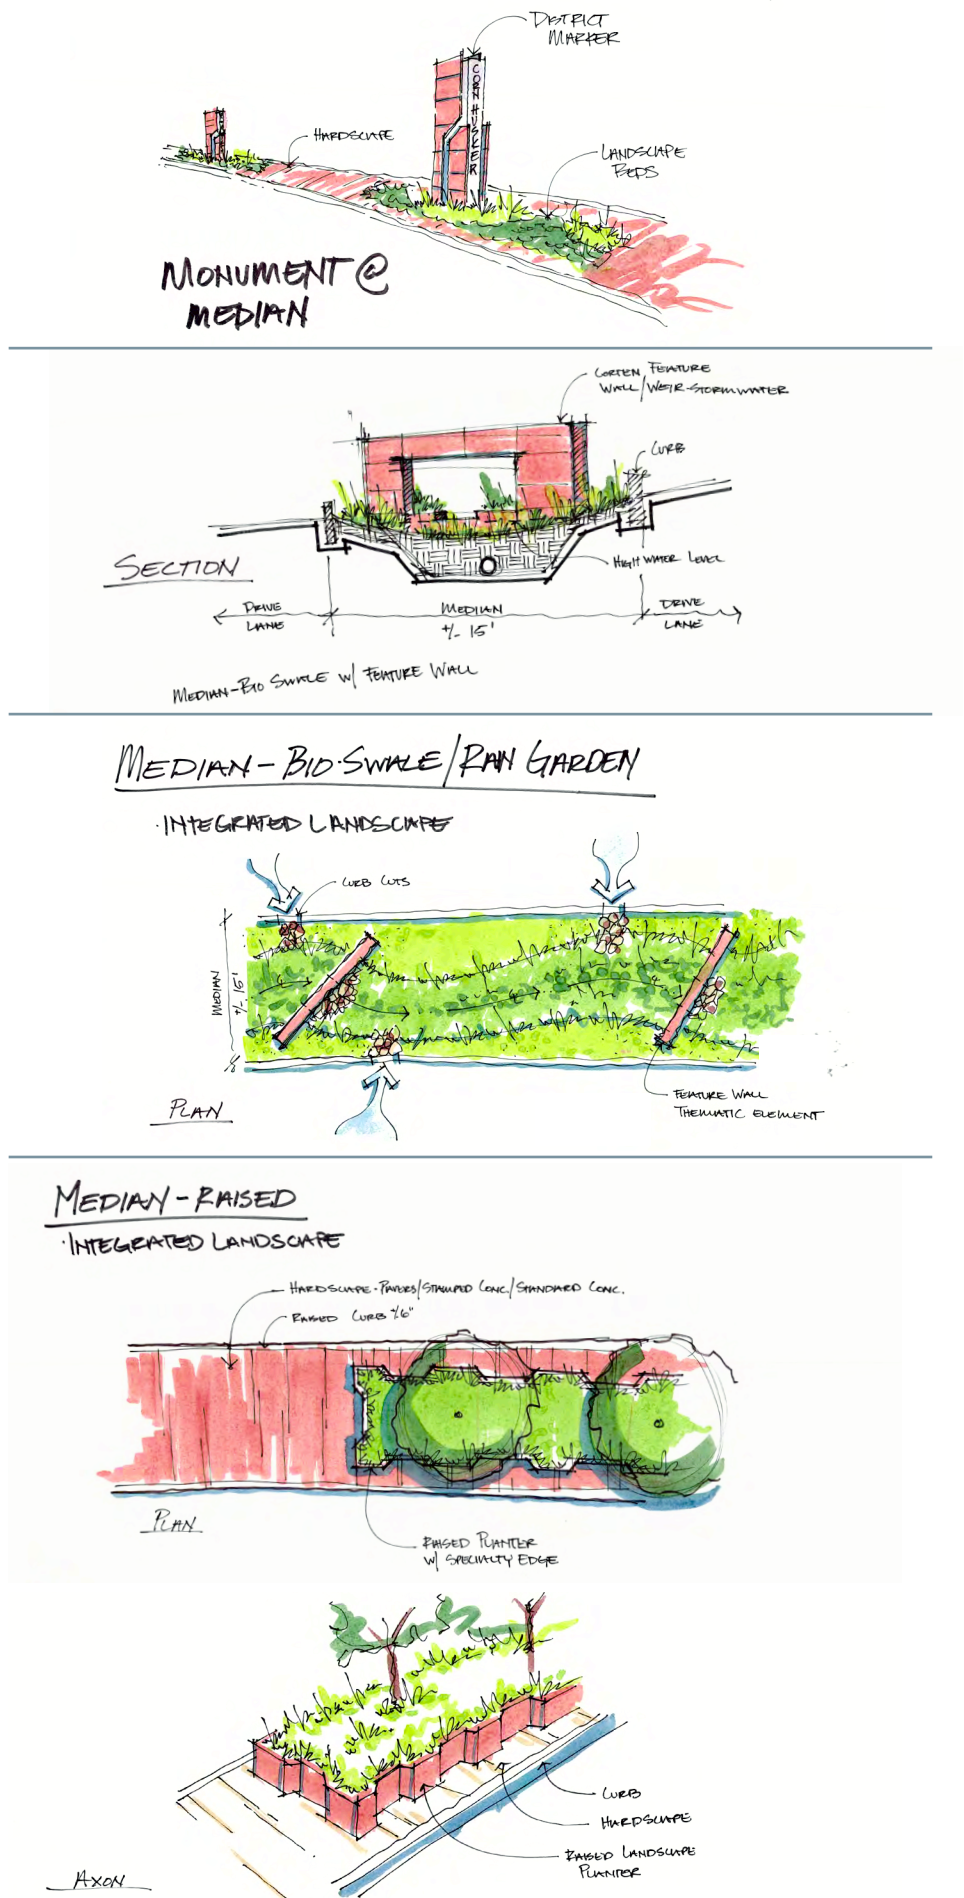 DISTRICT
MARKER
CORNHUSKER
HARDSCAPE
LANDSCAPE
BEDS
MONUMENT @
MEDIAN
CORTEN FEATURE
WALL/WEIR-STORMWATER
CURB
HIGH WATER LEVEL
SECTION
DRIVE
LANE
MEDIAN
+/- 15'
DRIVE
LANE
MEDIAN-BIO SWALE W/ FEATURE WALL
MEDIAN-BIO-SWALE/RAIN GARDEN
·INTEGRATED LANDSCAPE
CURB CUTS
MEDIAN
+/- 15'
PLAN
FEATURE WALL
THEMATIC ELEMENT
MEDIAN-RAISED
·INTEGRATED LANDSCAPE
HARDSCAPE-PAVERS/STAMPED CONC./STANDARD CONC.
RAISED CURB +/-6"
PLAN
RAISED PLANTER
W/ SPECIALTY EDGE
CURB
HARDSCAPE
RAISED LANDSCAPE
PLANTER
AXON